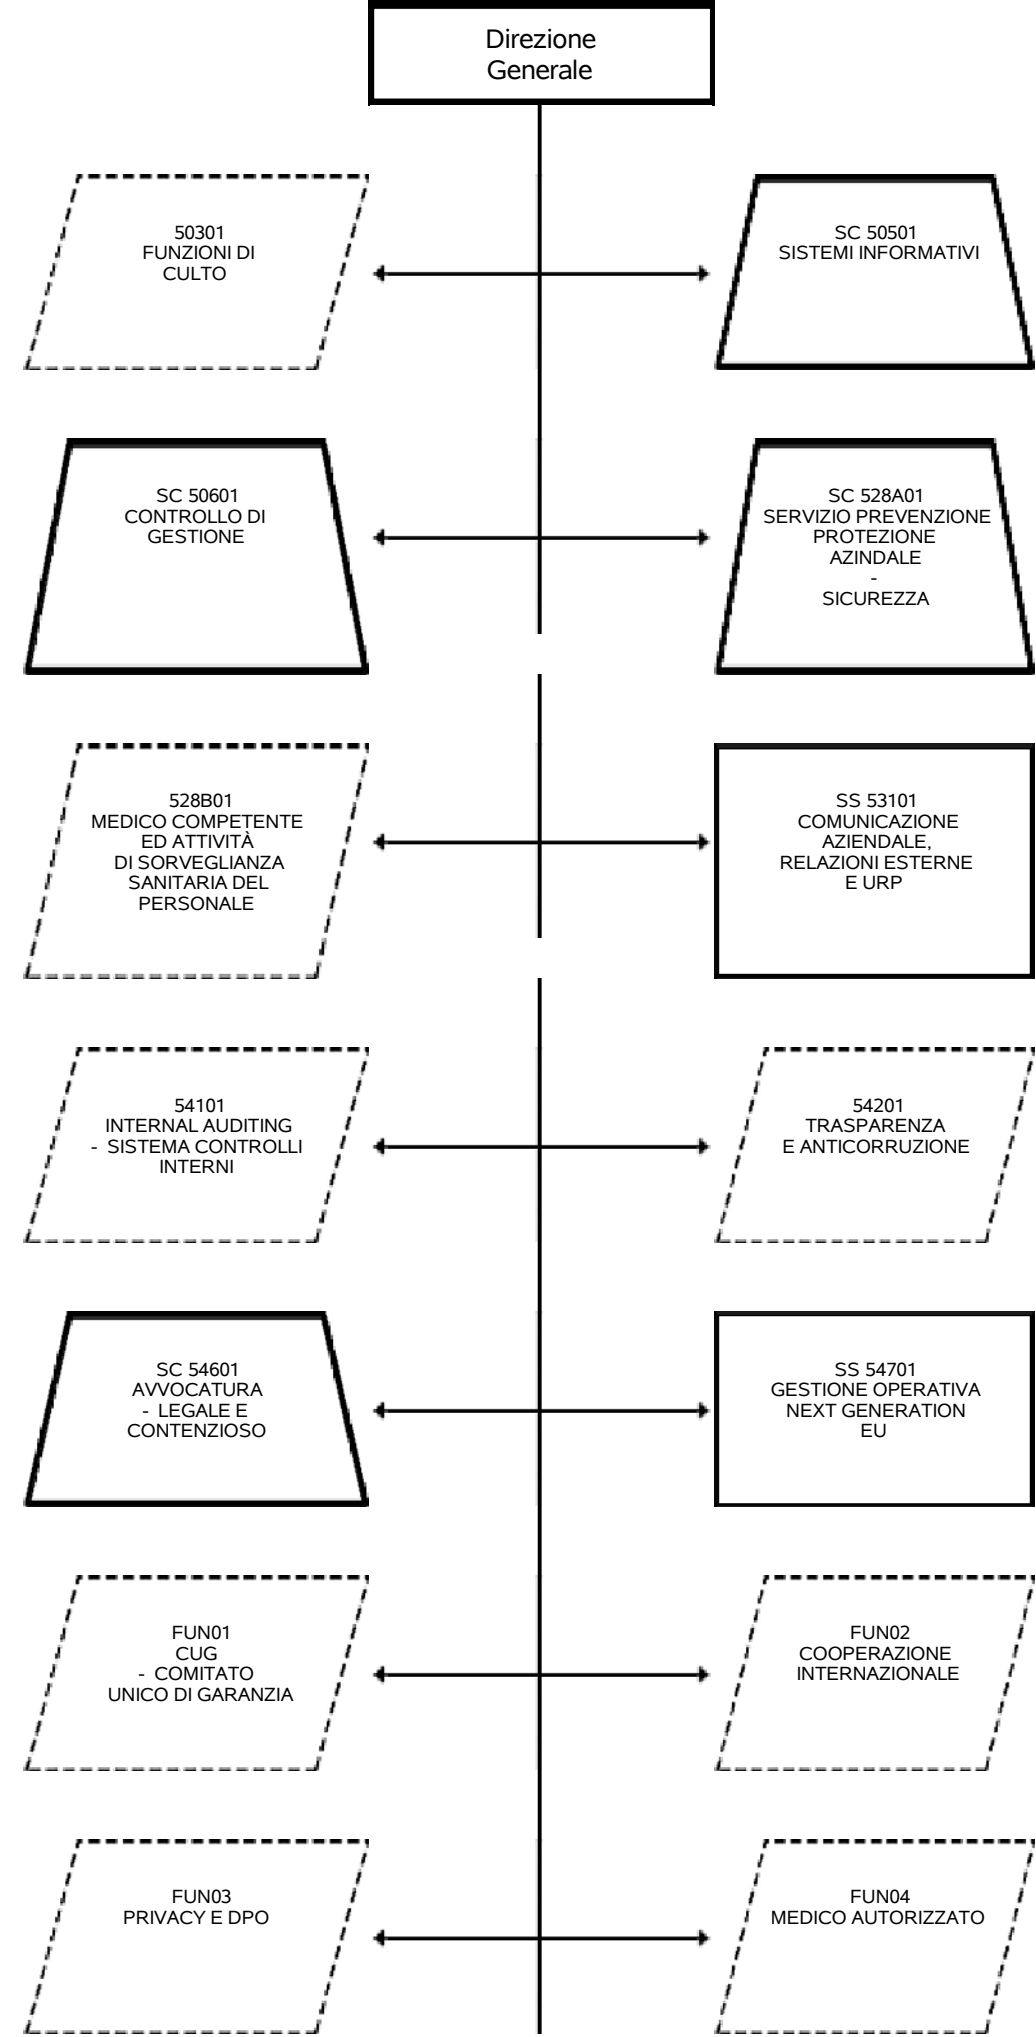 Direzione
Generale
50301
FUNZIONI DI
CULTO
SC 50501
SISTEMI INFORMATIVI
SC 50601
CONTROLLO DI
GESTIONE
SC 528A01
SERVIZIO PREVENZIONE
PROTEZIONE
AZINDALE
-
SICUREZZA
528B01
MEDICO COMPETENTE
ED ATTIVITÀ
DI SORVEGLIANZA
SANITARIA DEL
PERSONALE
SS 53101
COMUNICAZIONE
AZIENDALE,
RELAZIONI ESTERNE
E URP
54101
INTERNAL AUDITING
- SISTEMA CONTROLLI
INTERNI
54201
TRASPARENZA
E ANTICORRUZIONE
SC 54601
AVVOCATURA
- LEGALE E
CONTENZIOSO
SS 54701
GESTIONE OPERATIVA
NEXT GENERATION
EU
FUN01
CUG
- COMITATO
UNICO DI GARANZIA
FUN02
COOPERAZIONE
INTERNAZIONALE
FUN03
PRIVACY E DPO
FUN04
MEDICO AUTORIZZATO